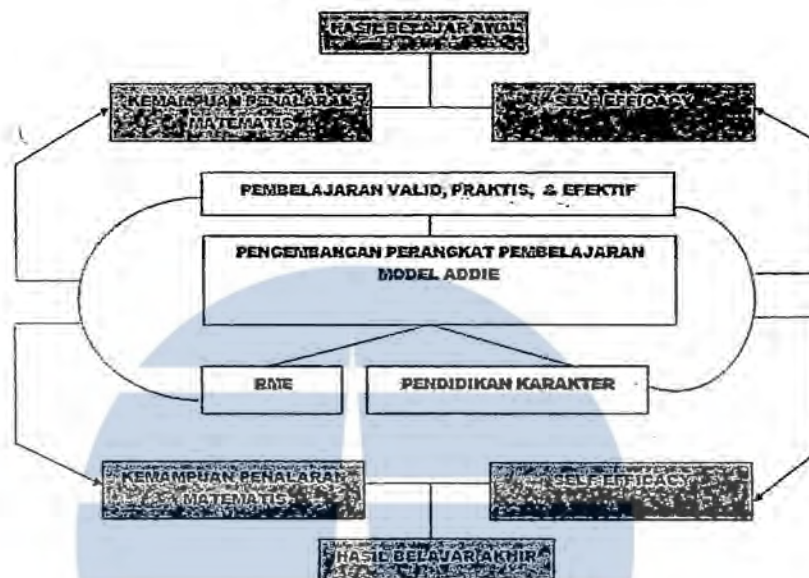 HASIL BELAJAR AWAL
KEMAMPUAN PENALARAN
MATEMATIS
SELF EFFICACY
PEMBELAJARAN VALID, PRAKTIS, & EFEKTIF
PENGEMBANGAN PERANGKAT PEMBELAJARAN
MODEL ADDIE
RME
PENDIDIKAN KARAKTER
KEMAMPUAN PENALARAN
MATEMATIS
SELF EFFICACY
HASIL BELAJAR AKHIR